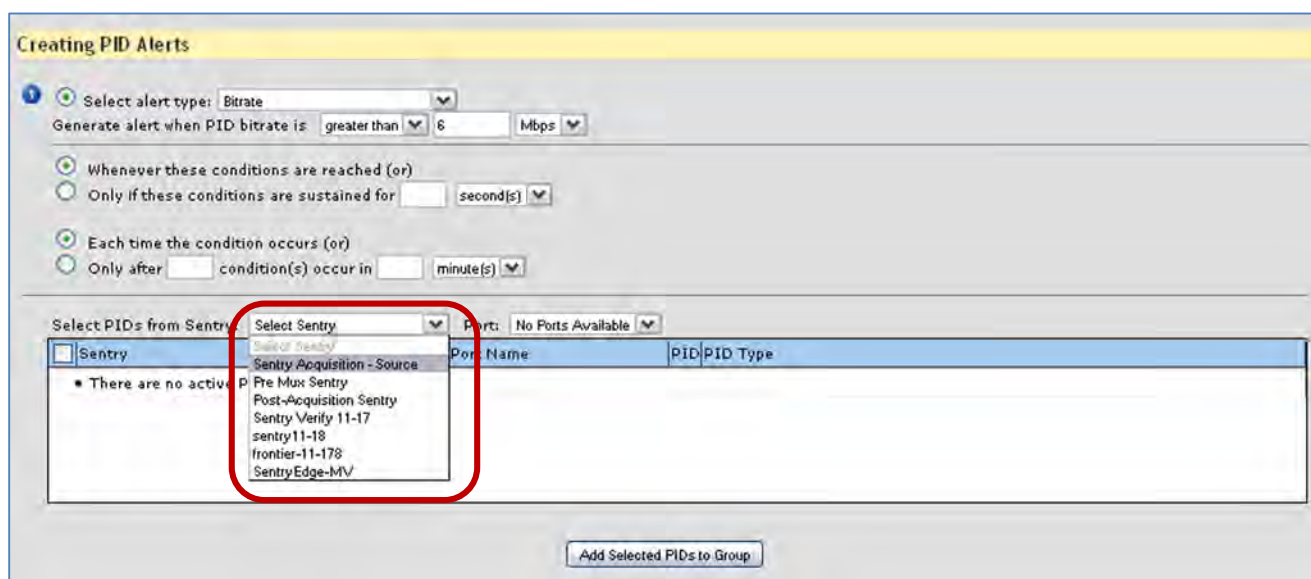 Creating PID Alerts
1 Select alert type: Bitrate
Generate alert when PID bitrate is greater than 6 Mbps
Whenever these conditions are reached (or)
Only if these conditions are sustained for second(s)
Each time the condition occurs (or)
Only after condition(s) occur in minute(s)
Select PIDs from Sentry: Select Sentry Port: No Ports Available
Sentry Port Name PID PID Type
• There are no active P
Select Sentry
Sentry Acquisition - Source
Pre Mux Sentry
Post-Acquisition Sentry
Sentry Verify 11-17
sentry11-18
frontier-11-178
SentryEdge-MV
Add Selected PIDs to Group